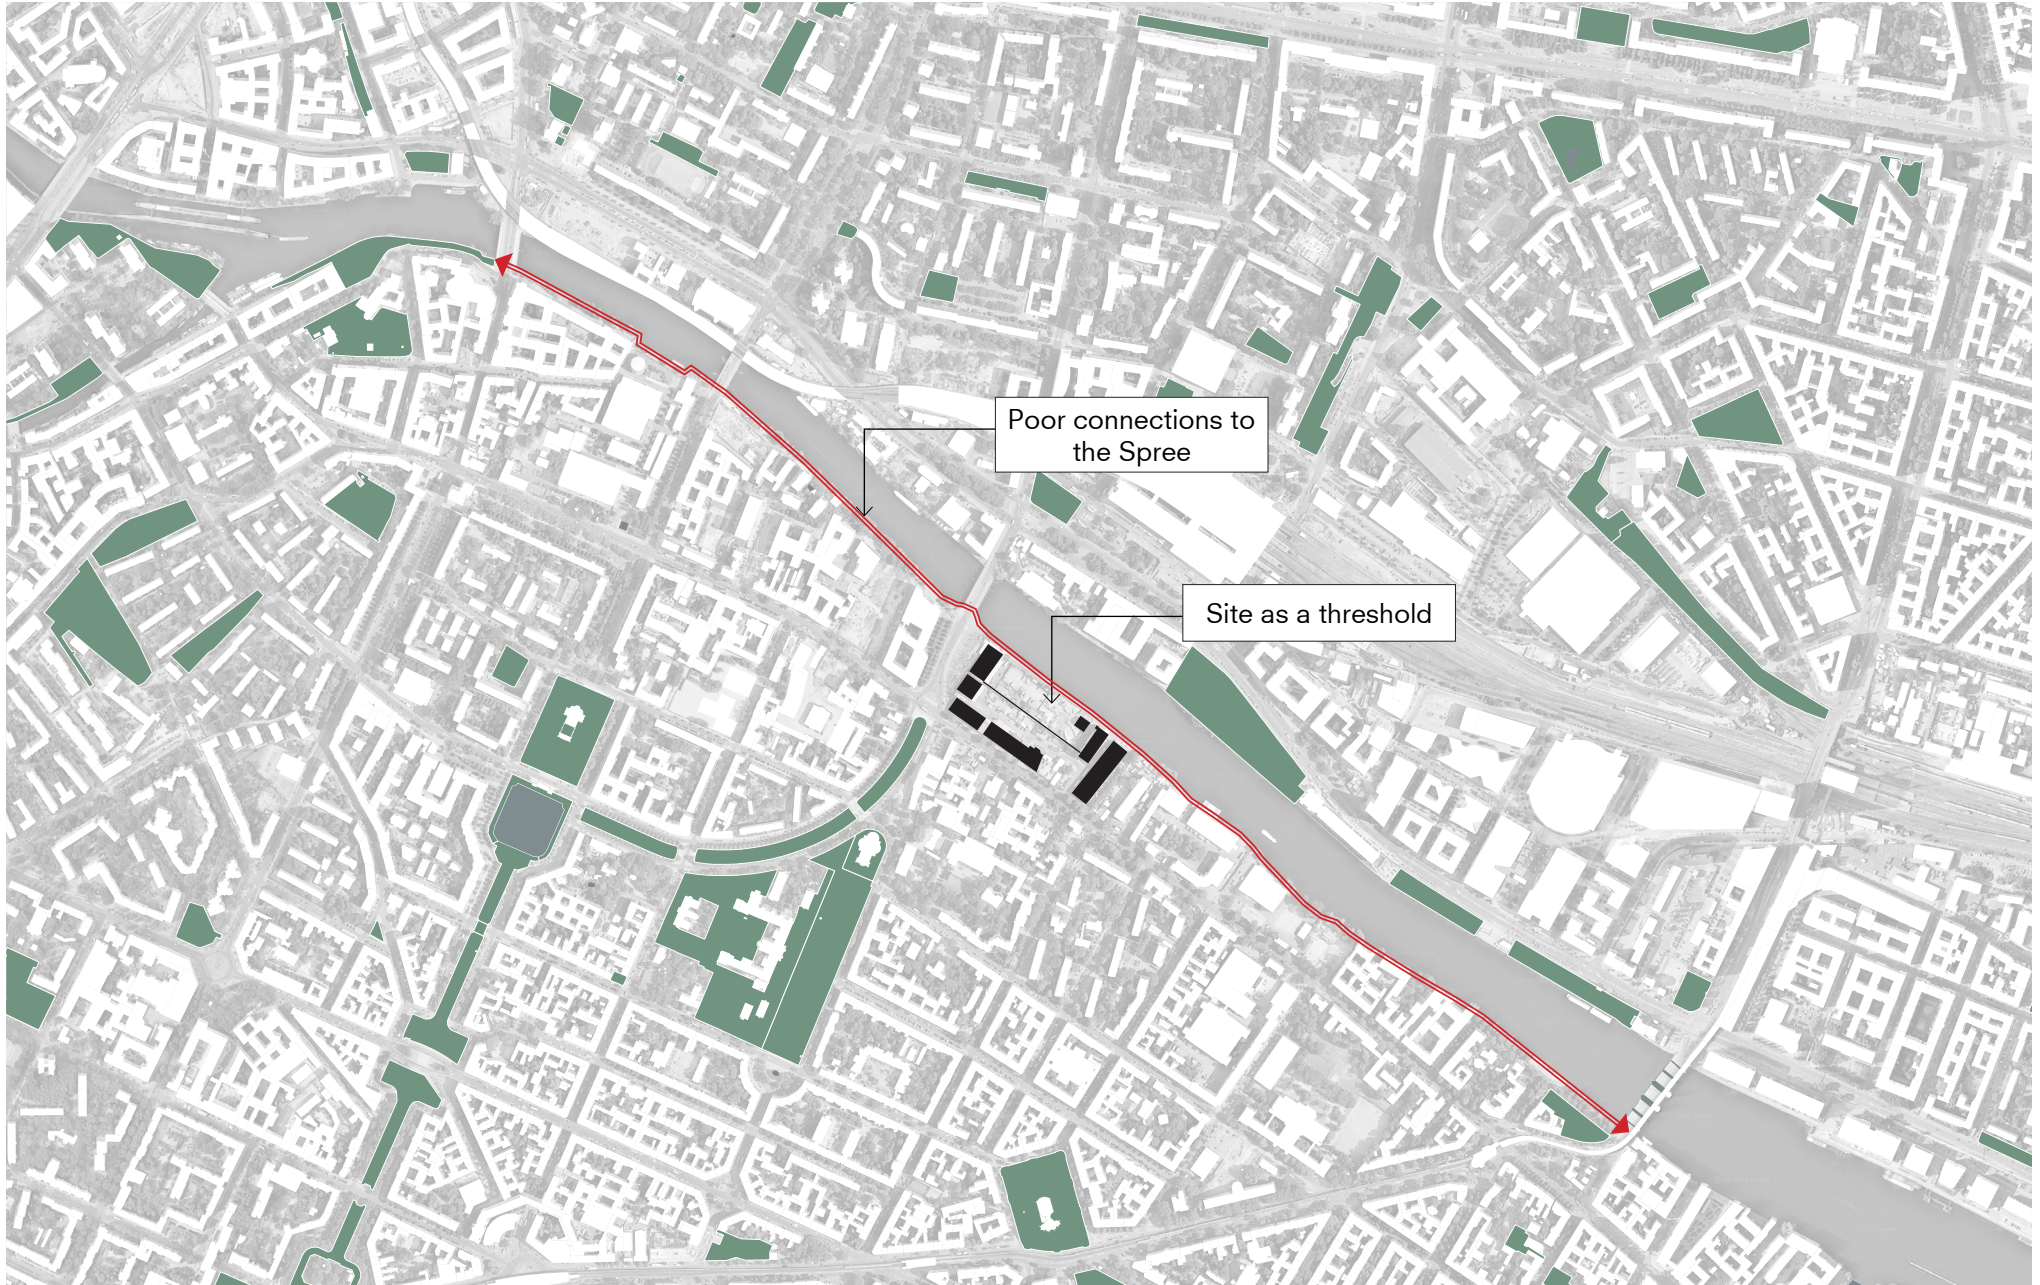 Poor connections to
the Spree
Site as a threshold